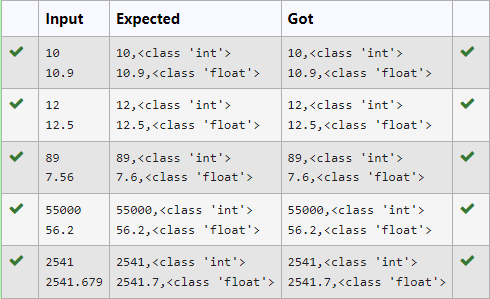 Input Expected Got
10 10,<class 'int'> 10,<class 'int'>
10.9 10.9,<class 'float'> 10.9,<class 'float'>
12 12,<class 'int'> 12,<class 'int'>
12.5 12.5,<class 'float'> 12.5,<class 'float'>
89 89,<class 'int'> 89,<class 'int'>
7.56 7.6,<class 'float'> 7.6,<class 'float'>
55000 55000,<class 'int'> 55000,<class 'int'>
56.2 56.2,<class 'float'> 56.2,<class 'float'>
2541 2541,<class 'int'> 2541,<class 'int'>
2541.679 2541.7,<class 'float'> 2541.7,<class 'float'>